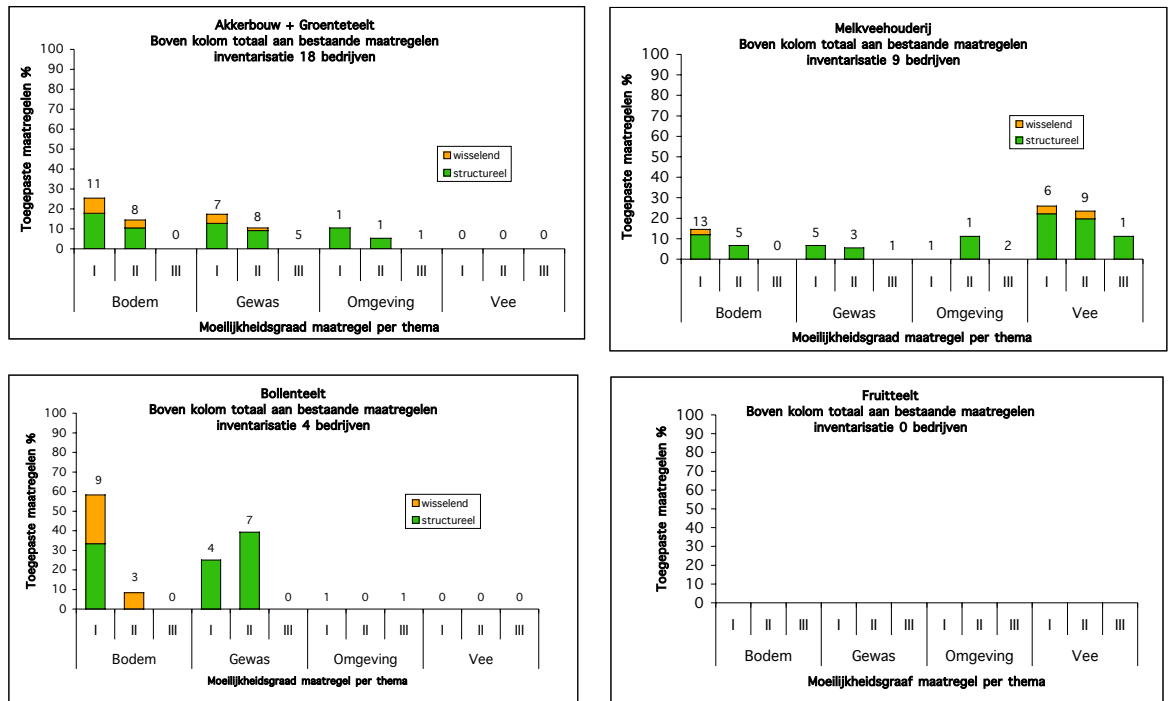 Akkerbouw + Groenteteelt
Boven kolom totaal aan bestaande maatregelen
inventarisatie 18 bedrijven
Toegepaste maatregelen %
100
90
80
70
60
50
40
30
20
10
0
wisselend
structureel
11 8 0 7 8 5 1 1 1 0 0 0
I II III I II III I II III I II III
Bodem Gewas Omgeving Vee
Moeilijkheidsgraad maatregel per thema
Melkveehouderij
Boven kolom totaal aan bestaande maatregelen
inventarisatie 9 bedrijven
Toegepaste maatregelen %
100
90
80
70
60
50
40
30
20
10
0
wisselend
structureel
13 5 0 5 3 1 1 1 2 6 9 1
I II III I II III I II III I II III
Bodem Gewas Omgeving Vee
Moeilijkheidsgraad maatregel per thema
Bollenteelt
Boven kolom totaal aan bestaande maatregelen
inventarisatie 4 bedrijven
Toegepaste maatregelen %
100
90
80
70
60
50
40
30
20
10
0
wisselend
structureel
9 3 0 4 7 0 1 0 1 0 0 0
I II III I II III I II III I II III
Bodem Gewas Omgeving Vee
Moeilijkheidsgraad maatregel per thema
Fruitteelt
Boven kolom totaal aan bestaande maatregelen
inventarisatie 0 bedrijven
Toegepaste maatregelen %
100
90
80
70
60
50
40
30
20
10
0
I II III I II III I II III I II III
Bodem Gewas Omgeving Vee
Moeilijkheidsgraaf maatregel per thema